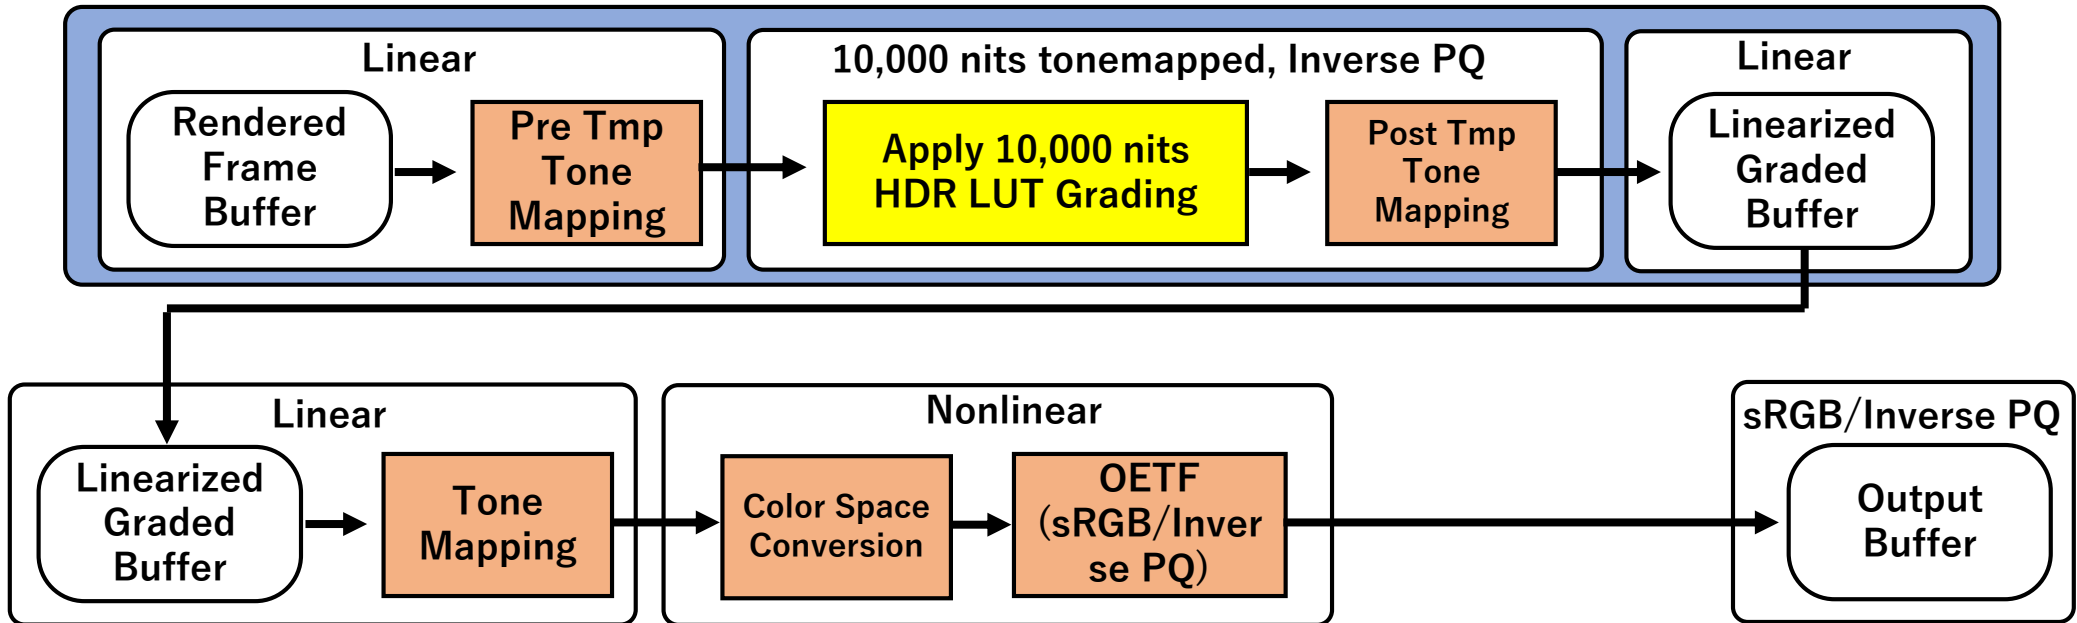 Linear
Rendered
Frame
Buffer
Pre Tmp
Tone
Mapping
10,000 nits tonemapped, Inverse PQ
Apply 10,000 nits
HDR LUT Grading
Post Tmp
Tone
Mapping
Linear
Linearized
Graded
Buffer
Linear
Linearized
Graded
Buffer
Tone
Mapping
Nonlinear
Color Space
Conversion
OETF
(sRGB/Inver
se PQ)
sRGB/Inverse PQ
Output
Buffer